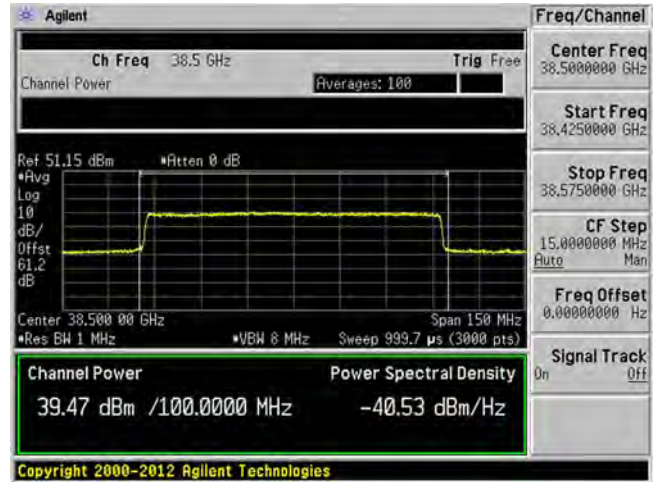 Agilent
Freq/Channel
Ch Freq 38.5 GHz Trig Free
Channel Power Averages: 100
Ref 51.15 dBm #Atten 0 dB
#Avg
Log
10
dB/
Offst
61.2
dB
Center 38.500 00 GHz Span 150 MHz
#Res BW 1 MHz #VBW 8 MHz Sweep 999.7 µs (3000 pts)
Channel Power Power Spectral Density
39.47 dBm /100.0000 MHz -40.53 dBm/Hz
Copyright 2000-2012 Agilent Technologies
Center Freq
38.5000000 GHz
Start Freq
38.4250000 GHz
Stop Freq
38.5750000 GHz
CF Step
15.0000000 MHz
Auto Man
Freq Offset
0.00000000 Hz
Signal Track
On Off